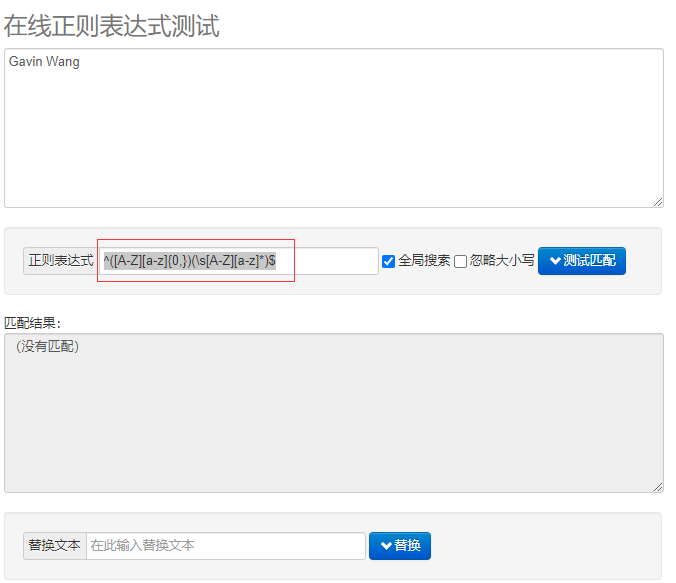 在线正则表达式测试
Gavin Wang
正则表达式 ^([A-Z][a-z]{0,})(\s[A-Z][a-z]*)$ 全局搜索 忽略大小写 测试匹配
匹配结果:
(没有匹配)
替换文本 在此输入替换文本 替换